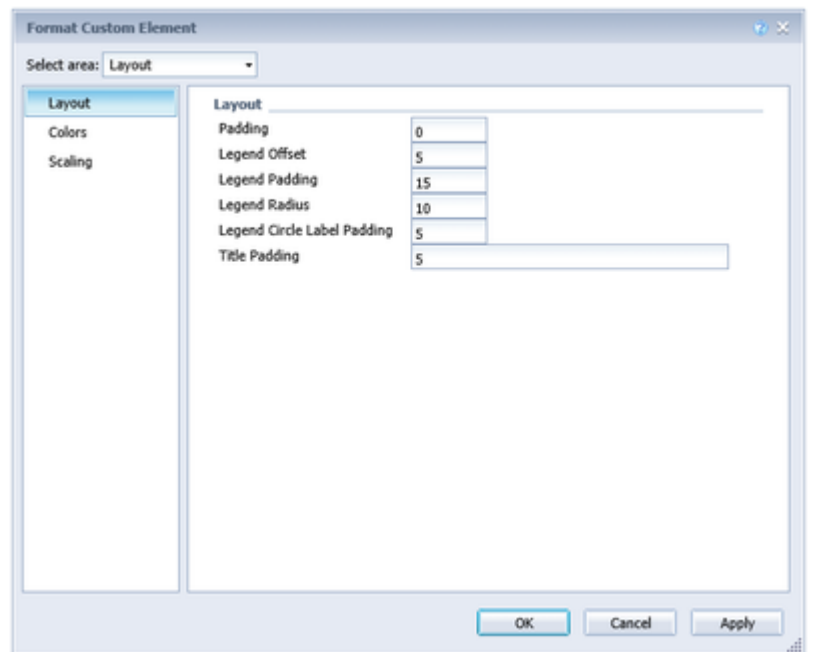 Format Custom Element
Select area: Layout
Layout
Colors
Scaling
Layout
Padding 0
Legend Offset 5
Legend Padding 15
Legend Radius 10
Legend Circle Label Padding 5
Title Padding 5
OK Cancel Apply